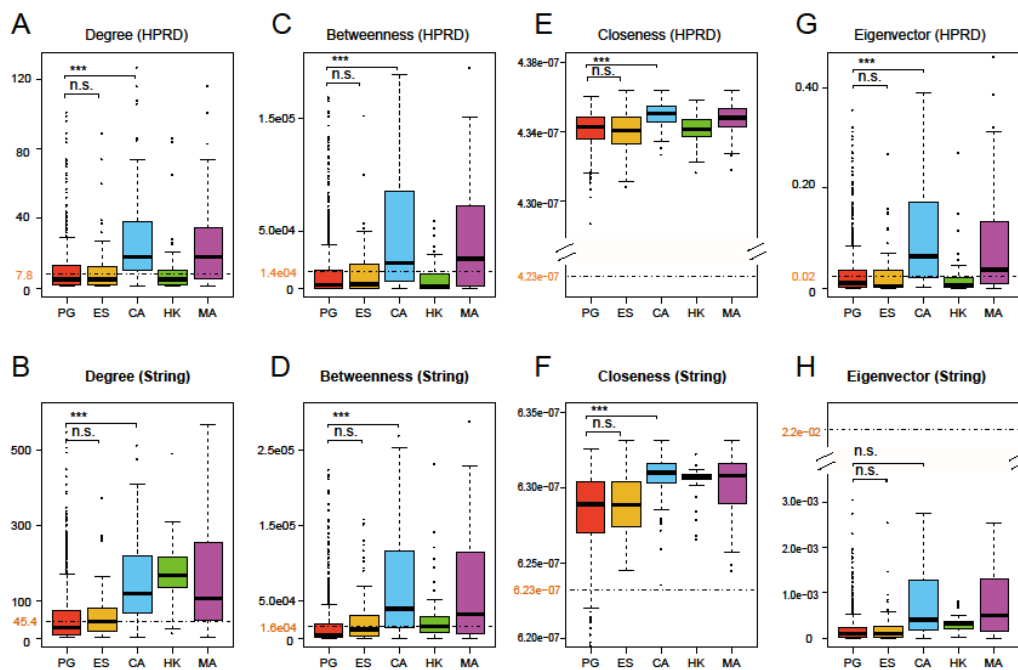 A
Degree (HPRD)
120
80
40
7.8
0
***
n.s.
PG ES CA HK MA
C
Betweenness (HPRD)
1.5e05
5.0e04
1.4e04
0
***
n.s.
PG ES CA HK MA
E
Closeness (HPRD)
4.38e-07
4.34e-07
4.30e-07
4.23e-07
***
n.s.
PG ES CA HK MA
G
Eigenvector (HPRD)
0.40
0.20
0.02
0
***
n.s.
PG ES CA HK MA
B
Degree (String)
500
300
100
45.4
0
***
n.s.
PG ES CA HK MA
D
Betweenness (String)
2.5e05
1.5e05
5.0e04
1.6e04
0
***
n.s.
PG ES CA HK MA
F
Closeness (String)
6.35e-07
6.30e-07
6.25e-07
6.23e-07
6.20e-07
***
n.s.
PG ES CA HK MA
H
Eigenvector (String)
2.2e-02
3.0e-03
2.0e-03
1.0e-03
0
n.s.
n.s.
PG ES CA HK MA